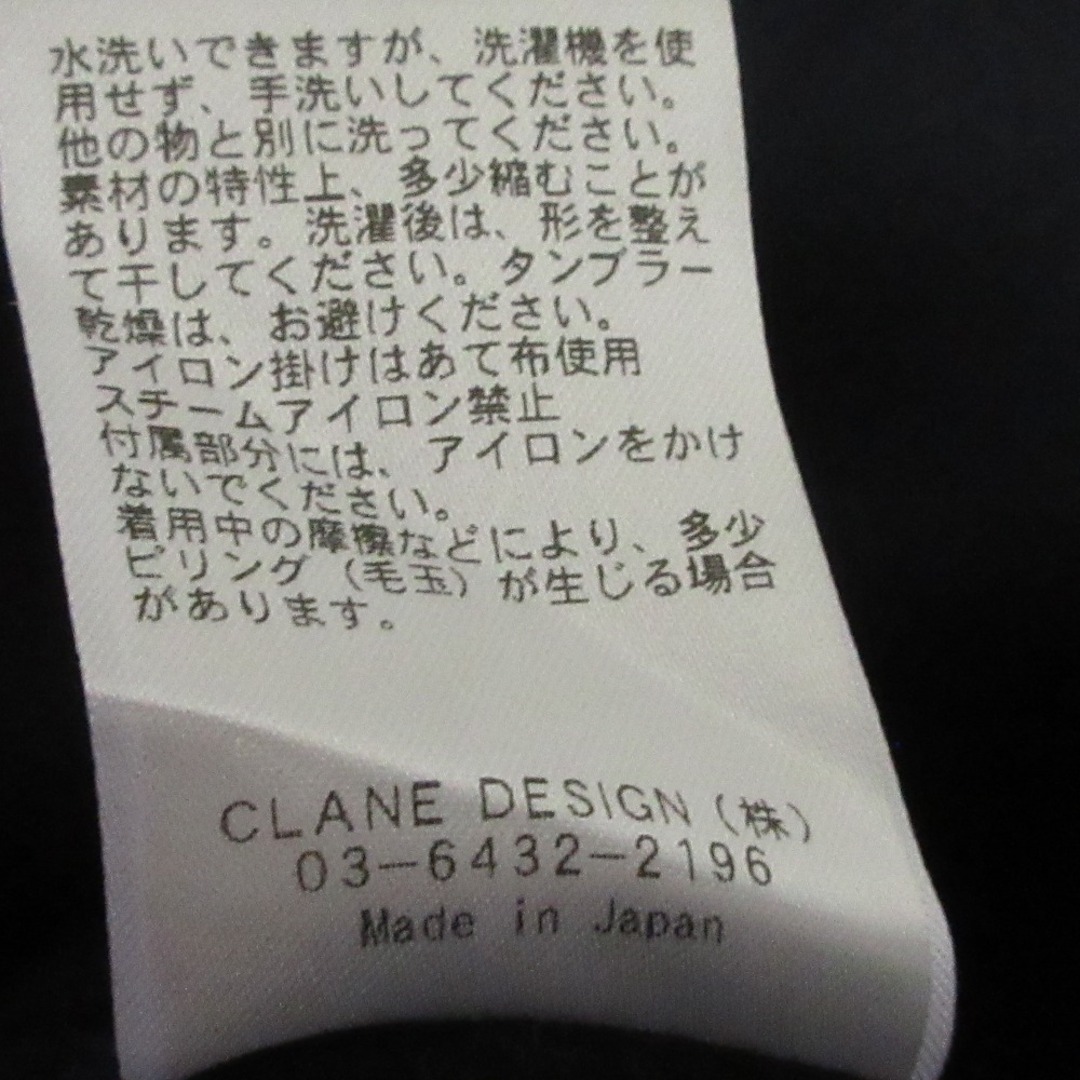 水洗いできますが、洗濯機を使
用せず、手洗いしてください。
他の物と別に洗ってください。
素材の特性上、多少縮むことが
あります。洗濯後は、形を整え
て干してください。タンブラー
乾燥は、お避けください。
アイロン掛けはあて布使用
スチームアイロン禁止
付属部分には、アイロンをかけ
ないでください。
着用中の摩擦などにより、多少
ピリング（毛玉）が生じる場合
があります。
CLANE DESIGN（株）
03-6432-2196
Made in Japan